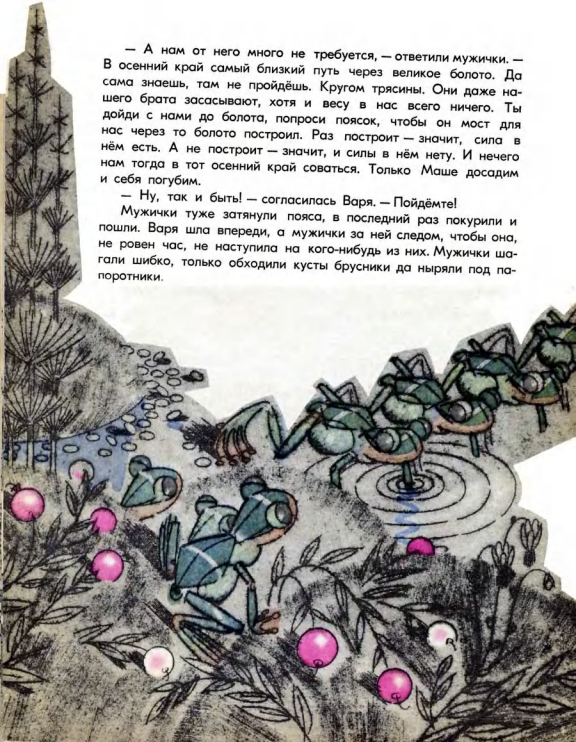 — А нам от него много не требуется, — ответили мужички. —
В осенний край самый близкий путь через великое болото. Да
сама знаешь, там не пройдёшь. Кругом трясины. Они даже на-
шего брата засасывают, хотя и весу в нас всего ничего. Ты
дойди с нами до болота, попроси поясок, чтобы он мост для
нас через то болото построил. Раз построит — значит, сила в
нём есть. А не построит — значит, и силы в нём нету. И нечего
нам тогда в тот осенний край соваться. Только Маше досадим
и себя погубим.
— Ну, так и быть! — согласилась Варя. — Пойдёмте!
Мужички туже затянули пояса, в последний раз покурили и
пошли. Варя шла впереди, а мужички за ней следом, чтобы она,
не ровен час, не наступила на кого-нибудь из них. Мужички ша-
гали шибко, только обходили кусты брусники да ныряли под па-
поротники.